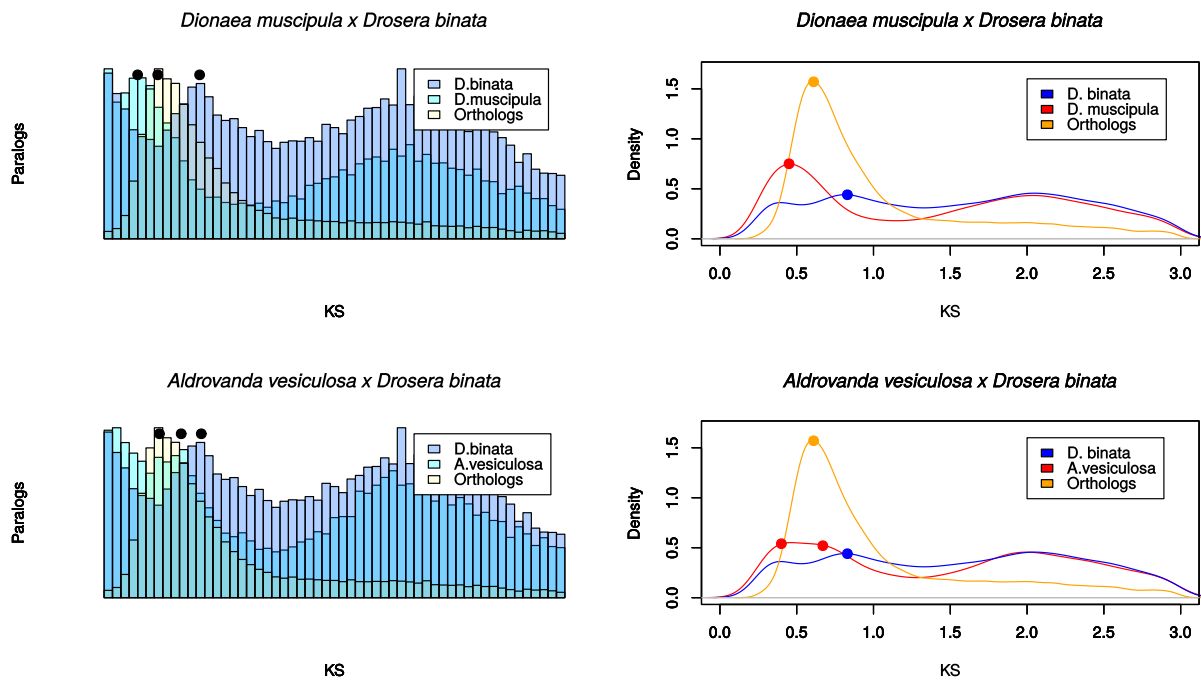 Dionaea muscipula x Drosera binata
Paralogs
D.binata
D.muscipula
Orthologs
KS
Dionaea muscipula x Drosera binata
Density
1.5
1.0
0.5
0.0
D. binata
D. muscipula
Orthologs
0.0 0.5 1.0 1.5 2.0 2.5 3.0
KS
Aldrovanda vesiculosa x Drosera binata
Paralogs
D.binata
A.vesiculosa
Orthologs
KS
Aldrovanda vesiculosa x Drosera binata
Density
1.5
1.0
0.5
0.0
D. binata
A.vesiculosa
Orthologs
0.0 0.5 1.0 1.5 2.0 2.5 3.0
KS